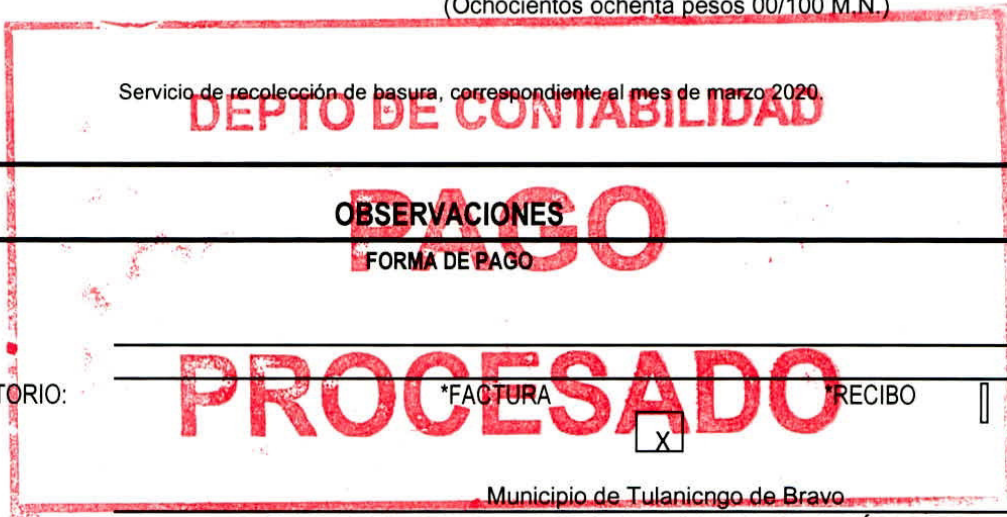 (Ochocientos ochenta pesos 00/100 M.N.)
Servicio de recolección de basura, correspondiente al mes de marzo 2020.
DEPTO DE CONTABILIDAD
OBSERVACIONES
PAGO
FORMA DE PAGO
PROCESADO
TORIO: *FACTURA *RECIBO
X
Municipio de Tulanicngo de Bravo